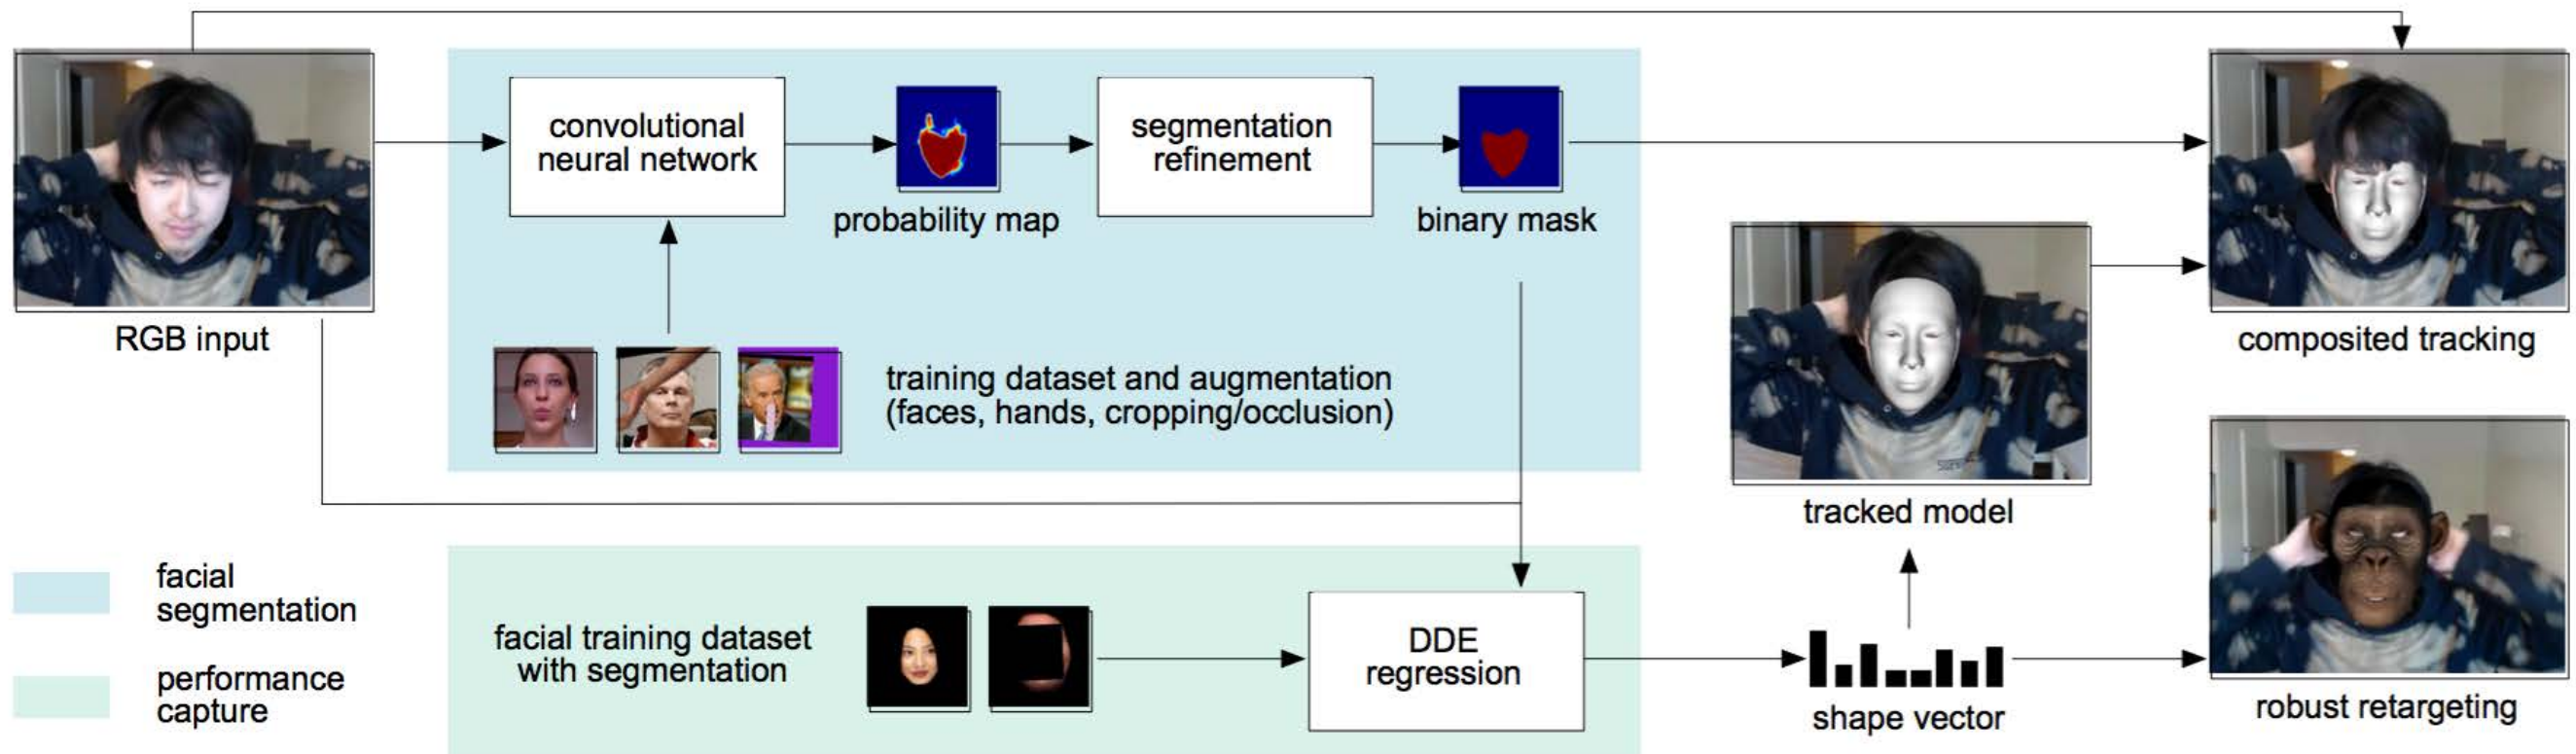 RGB input
convolutional
neural network
probability map
segmentation
refinement
binary mask
training dataset and augmentation
(faces, hands, cropping/occlusion)
tracked model
composited tracking
facial
segmentation
performance
capture
facial training dataset
with segmentation
DDE
regression
shape vector
robust retargeting